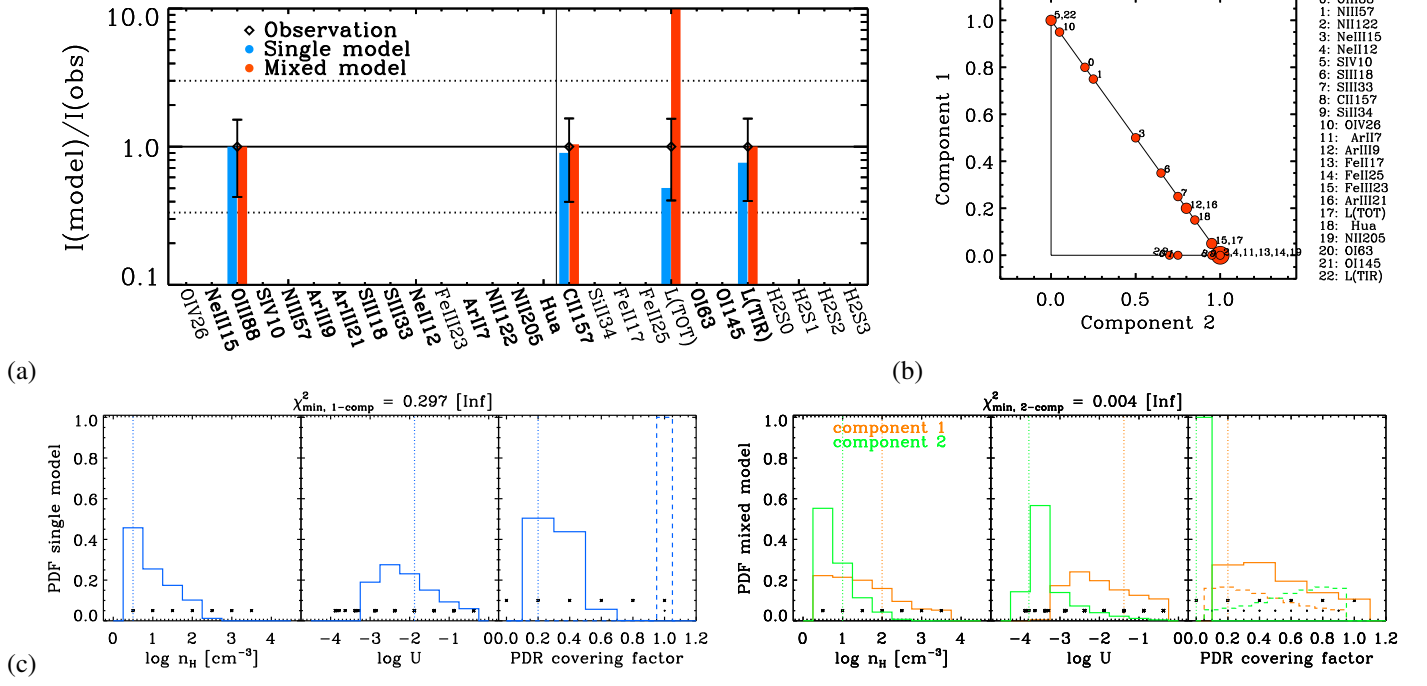 10.0
1.0
0.1
I(model)/I(obs)
Observation
Single model
Mixed model
OIV26
NeIII15
OIII88
SIV10
NIII57
ArIII9
ArIII21
SIII18
SIII33
NeII12
FeIII23
ArII7
NII122
NII205
Hua
CII157
SiII34
FeII17
FeII25
L(TOT)
OI63
OI145
L(TIR)
H2S0
H2S1
H2S2
H2S3
(a)
1.0
0.8
0.6
0.4
0.2
0.0
Component 1
5,22
10
0
1
3
6
7
12,16
18
15,17
2,4,11,13,14,19
0.0 0.5 1.0
Component 2
1: NIII57
2: NII122
3: NeIII15
4: NeII12
5: SIV10
6: SIII18
7: SIII33
8: CII157
9: SiII34
10: OIV26
11: ArII7
12: ArIII9
13: FeII17
14: FeII25
15: FeIII23
16: ArIII21
17: L(TOT)
18: Hua
19: NII205
20: OI63
21: OI145
22: L(TIR)
(b)
χ²min, 1-comp = 0.297 [Inf]
1.0
0.8
0.6
0.4
0.2
0.0
PDF single model
0 1 2 3 4
log nH [cm⁻³]
−4 −3 −2 −1 0
log U
0.0 0.2 0.4 0.6 0.8 1.0 1.2
PDR covering factor
χ²min, 2-comp = 0.004 [Inf]
component 1
component 2
1.0
0.8
0.6
0.4
0.2
0.0
PDF mixed model
0 1 2 3 4
log nH [cm⁻³]
−4 −3 −2 −1 0
log U
0.0 0.2 0.4 0.6 0.8 1.0 1.2
PDR covering factor
(c)